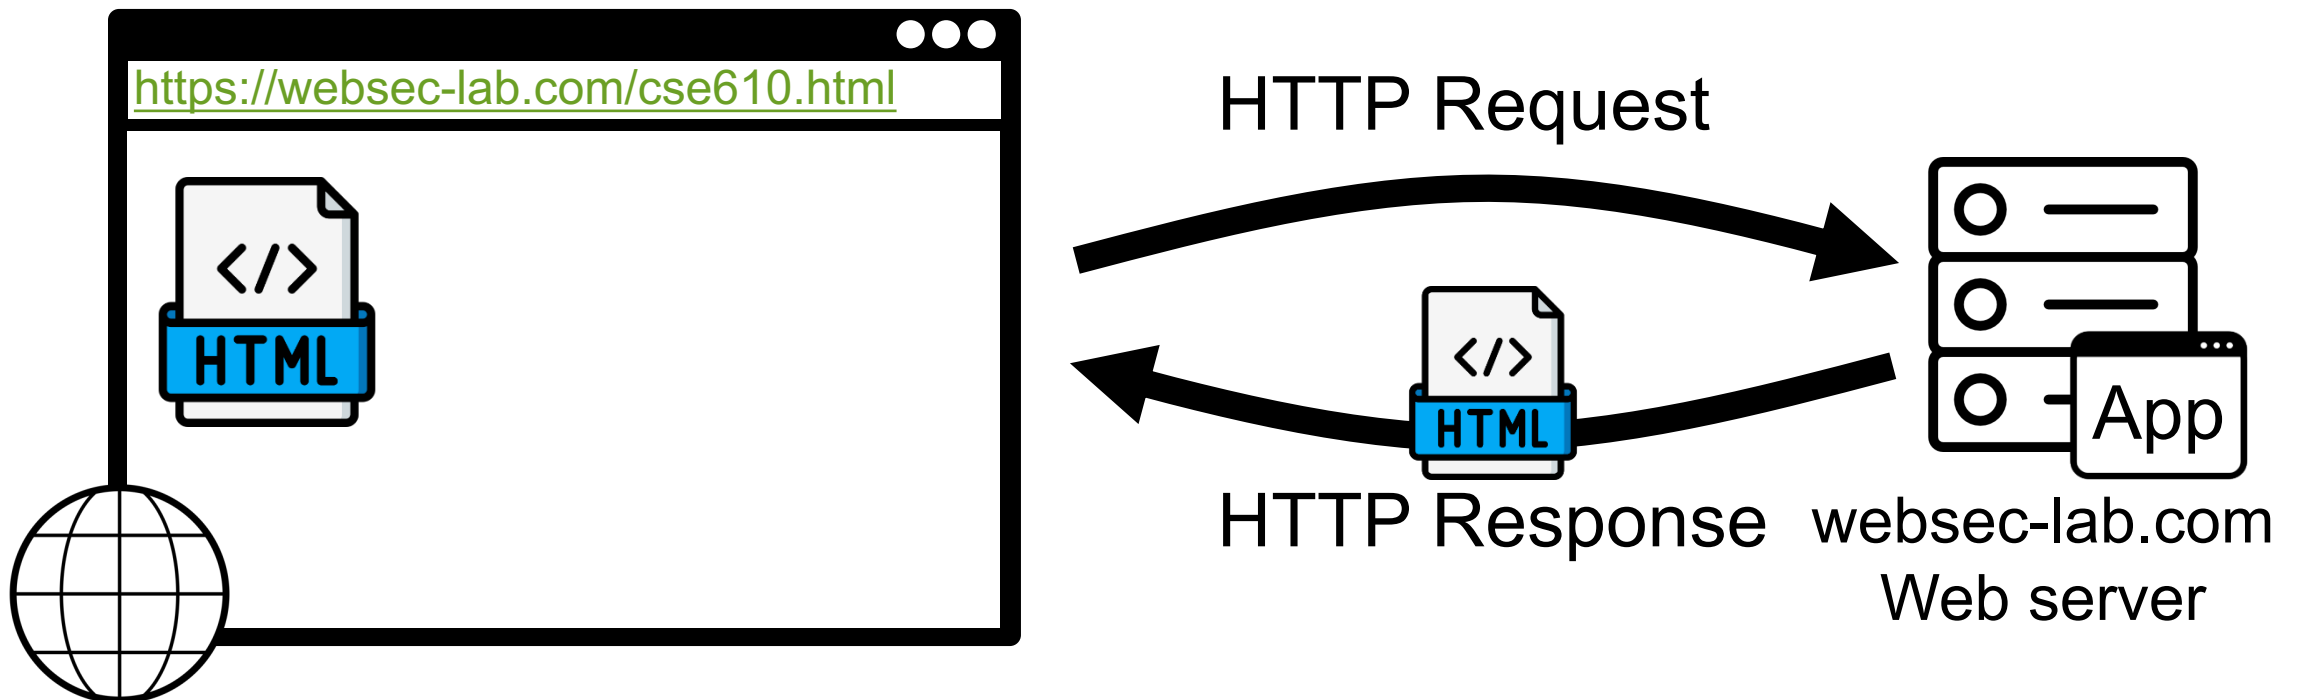 https://websec-lab.com/cse610.html
HTTP Request
</>
HTML
</>
HTML
App
HTTP Response
websec-lab.com
Web server